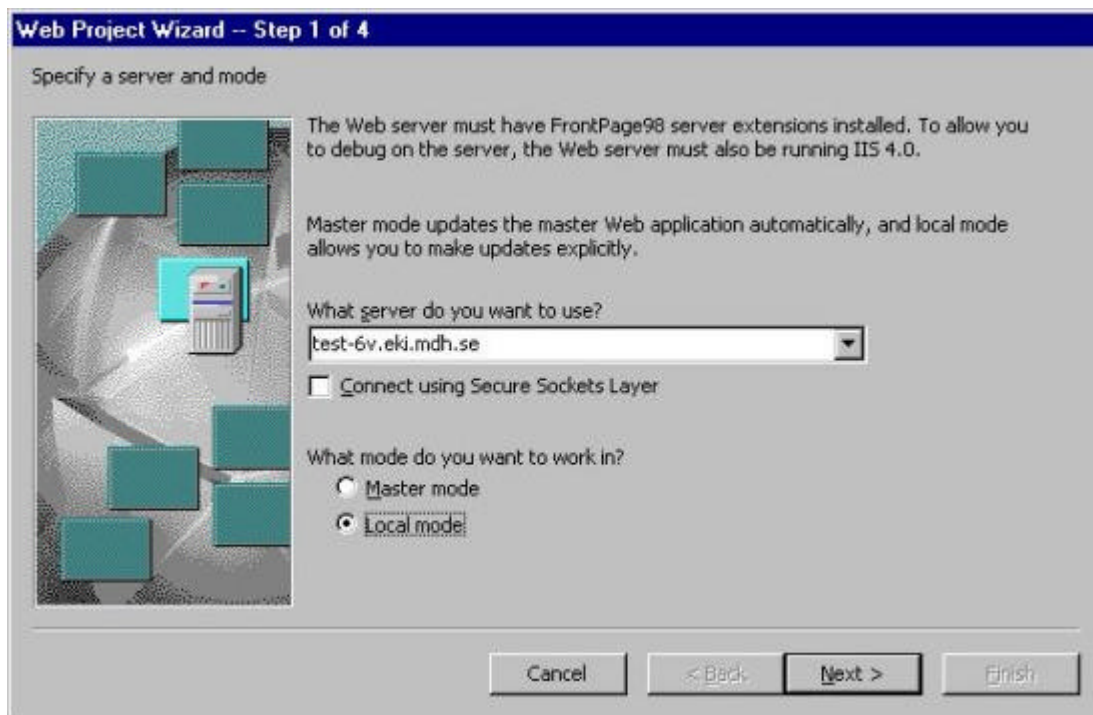 Web Project Wizard -- Step 1 of 4
Specify a server and mode
The Web server must have FrontPage98 server extensions installed. To allow you
to debug on the server, the Web server must also be running IIS 4.0.
Master mode updates the master Web application automatically, and local mode
allows you to make updates explicitly.
What server do you want to use?
test-6v.eki.mdh.se
Connect using Secure Sockets Layer
What mode do you want to work in?
Master mode
Local mode
Cancel < Back Next > Finish